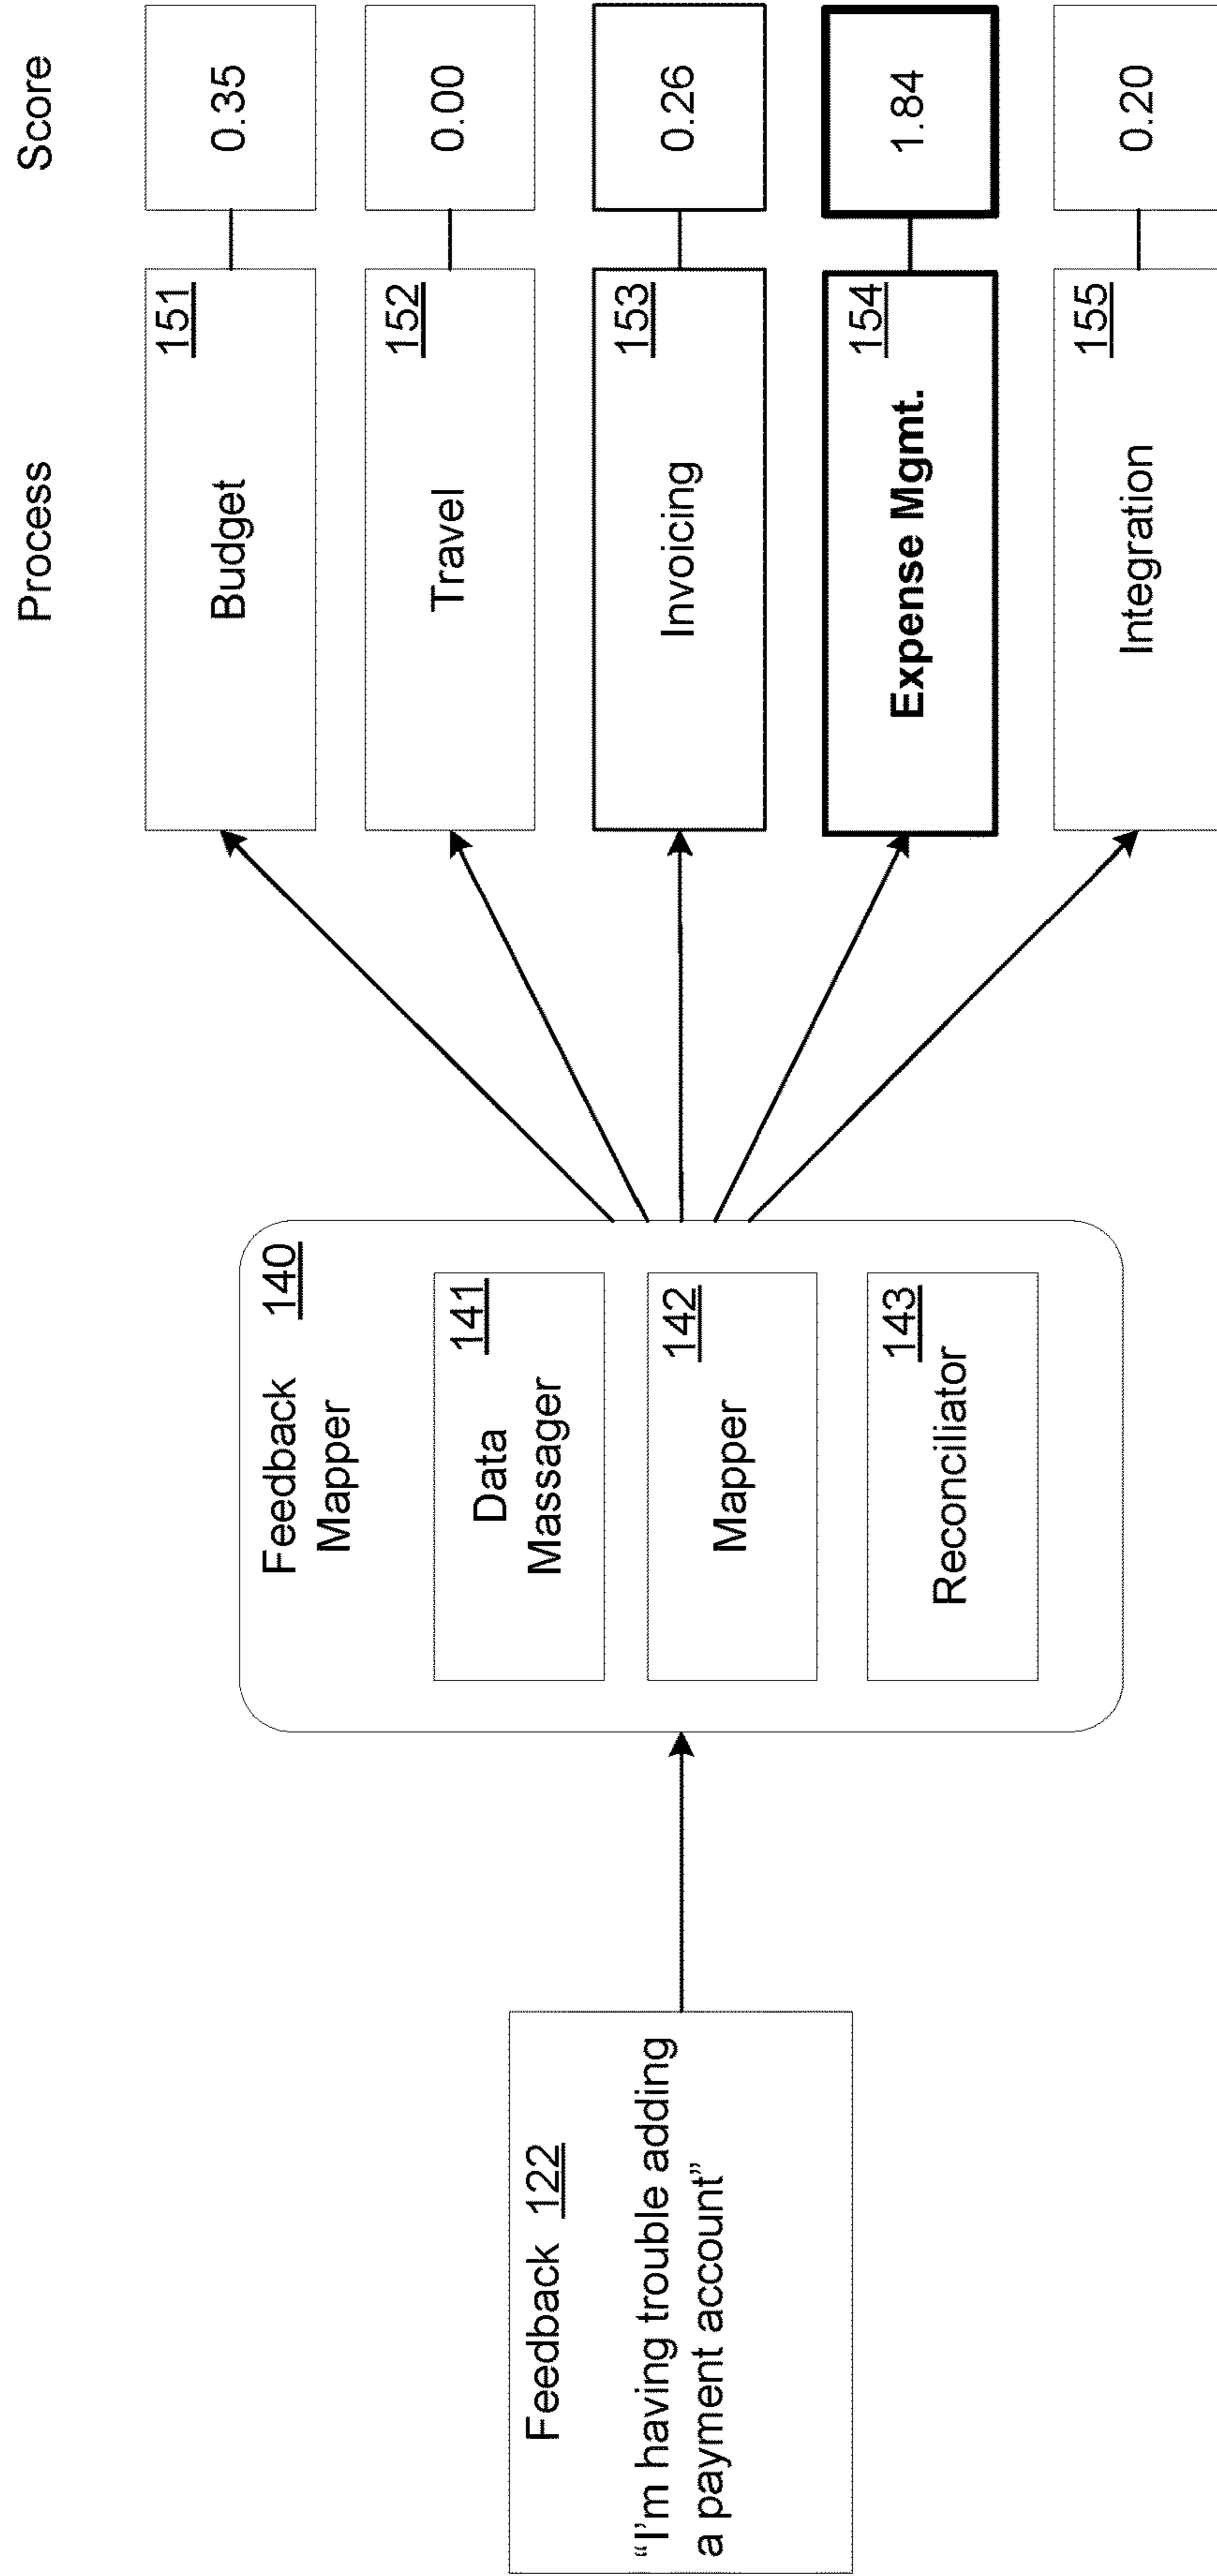 Process
Score
Feedback 122
“I’m having trouble adding
a payment account”
Feedback 140
Mapper
Data 141
Massager
Mapper 142
Reconciliator 143
Budget 151
0.35
Travel 152
0.00
Invoicing 153
0.26
Expense Mgmt. 154
1.84
Integration 155
0.20